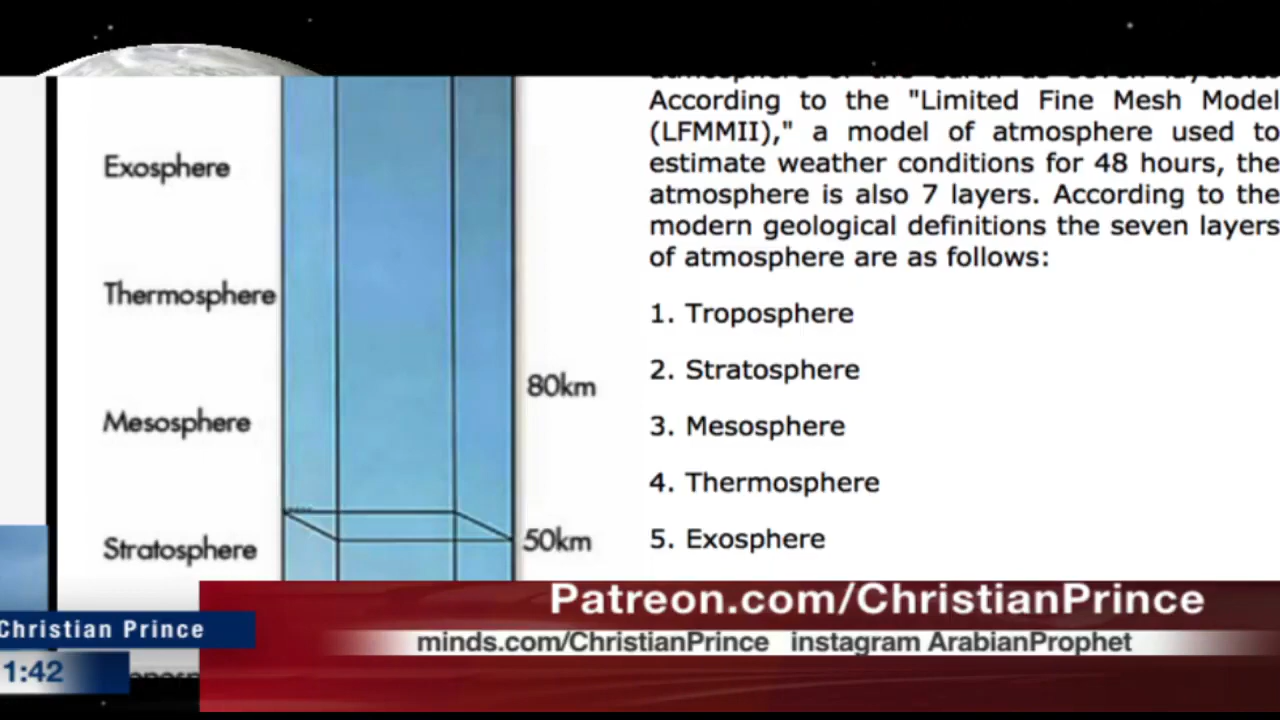 Exosphere
Thermosphere
Mesosphere
Stratosphere
80km
50km
According to the "Limited Fine Mesh Model
(LFMMII)," a model of atmosphere used to
estimate weather conditions for 48 hours, the
atmosphere is also 7 layers. According to the
modern geological definitions the seven layers
of atmosphere are as follows:
1. Troposphere
2. Stratosphere
3. Mesosphere
4. Thermosphere
5. Exosphere
Patreon.com/ChristianPrince
Christian Prince
minds.com/ChristianPrince instagram ArabianProphet
1:42